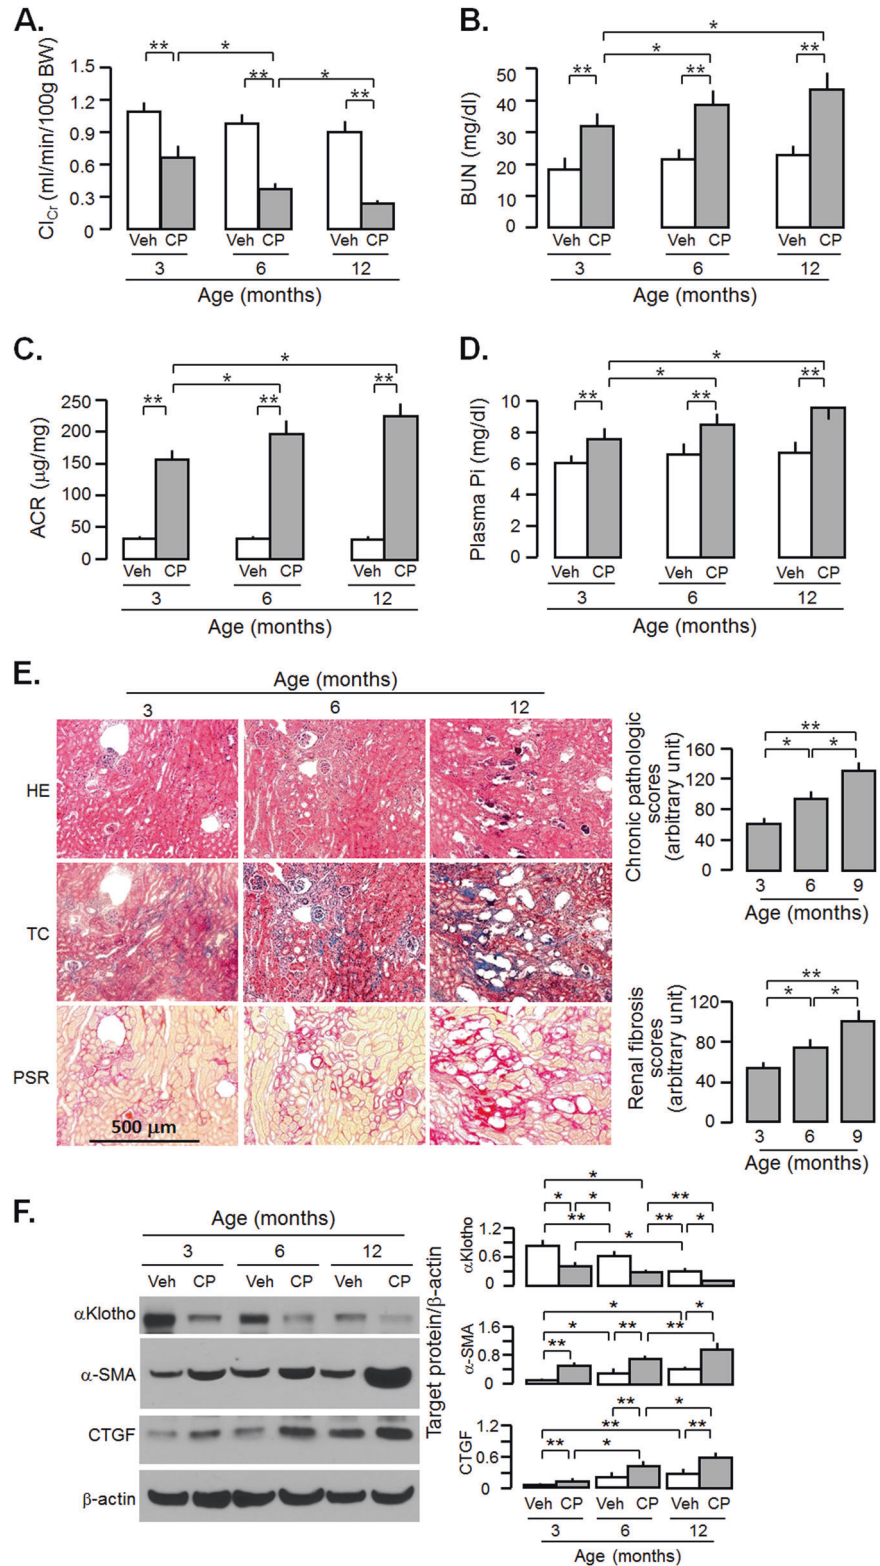 A.
** *
** *
**
Cl_Cr (ml/min/100g BW)
1.5
1.2
0.9
0.6
0.3
0
Veh CP Veh CP Veh CP
3 6 12
Age (months)
B.
*
*
** ** **
BUN (mg/dl)
50
40
30
20
10
0
Veh CP Veh CP Veh CP
3 6 12
Age (months)
C.
*
*
** ** **
ACR (μg/mg)
250
200
150
100
50
0
Veh CP Veh CP Veh CP
3 6 12
Age (months)
D.
*
*
** ** **
Plasma Pi (mg/dl)
10
8
6
4
2
0
Veh CP Veh CP Veh CP
3 6 12
Age (months)
E.
Age (months)
3 6 12
HE
TC
PSR
500 μm
Chronic pathologic
scores
(arbitrary unit)
**
* *
160
120
80
40
0
3 6 9
Age (months)
Renal fibrosis
scores
(arbitrary unit)
**
* *
120
80
40
0
3 6 9
Age (months)
F.
Age (months)
3 6 12
Veh CP Veh CP Veh CP
αKlotho
α-SMA
CTGF
β-actin
Target protein/β-actin
*
* * **
** ** *
*
αKlotho
1.2
0.6
0
*
* ** ** *
**
α-SMA
1.6
0.8
0
** *
** **
** *
CTGF
1.2
0.6
0
Veh CP Veh CP Veh CP
3 6 12
Age (months)